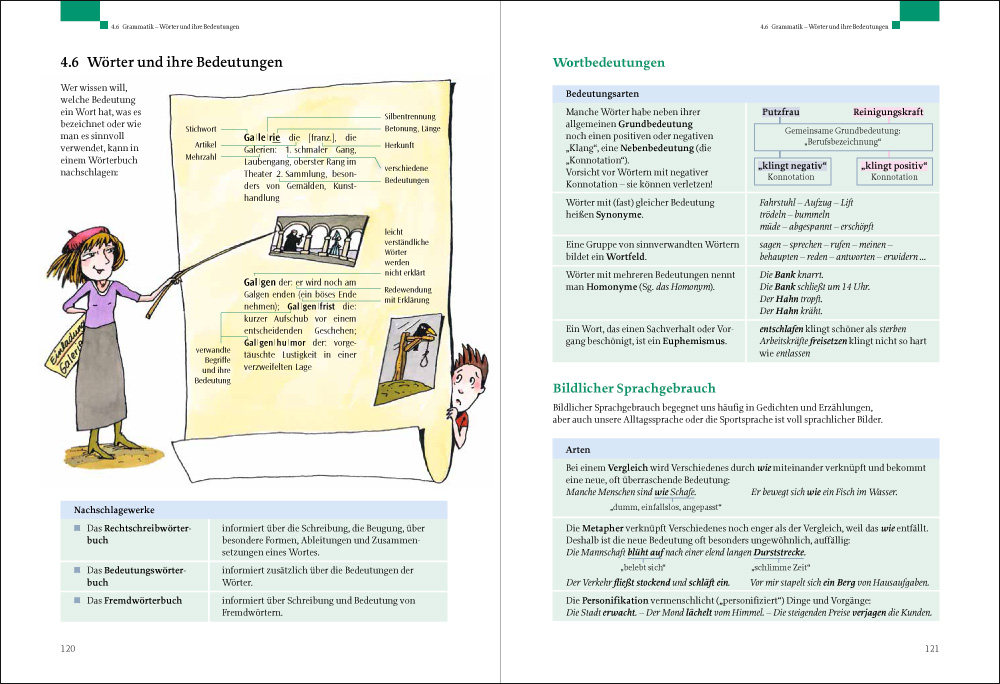 4.6 Grammatik – Wörter und ihre Bedeutungen
4.6 Wörter und ihre Bedeutungen
Wer wissen will,
welche Bedeutung
ein Wort hat, was es
bezeichnet oder wie
man es sinnvoll
verwendet, kann in
einem Wörterbuch
nachschlagen:
Stichwort
Artikel
Mehrzahl
Silbentrennung
Betonung, Länge
Herkunft
verschiedene
Bedeutungen
Ga|le|rie die [franz.], die
Galerien: 1. schmaler Gang,
Laubengang, oberster Rang im
Theater 2. Sammlung, beson-
ders von Gemälden, Kunst-
handlung
leicht
verständliche
Wörter
werden
nicht erklärt
Redewendung
mit Erklärung
Gal|gen der: er wird noch am
Galgen enden (ein böses Ende
nehmen); Gal|gen|frist die:
kurzer Aufschub vor einem
entscheidenden Geschehen;
Gal|gen|hu|mor der: vorge-
täuschte Lustigkeit in einer
verzweifelten Lage
verwandte
Begriffe
und ihre
Bedeutung
Einladung
Galerie
Nachschlagewerke
Das Rechtschreibwörter-
buch
informiert über die Schreibung, die Beugung, über
besondere Formen, Ableitungen und Zusammen-
setzungen eines Wortes.
Das Bedeutungswörter-
buch
informiert zusätzlich über die Bedeutungen der
Wörter.
Das Fremdwörterbuch
informiert über Schreibung und Bedeutung von
Fremdwörtern.
120
4.6 Grammatik – Wörter und ihre Bedeutungen
Wortbedeutungen
Bedeutungsarten
Manche Wörter habe neben ihrer
allgemeinen Grundbedeutung
noch einen positiven oder negativen
„Klang“, eine Nebenbedeutung (die
„Konnotation“).
Vorsicht vor Wörtern mit negativer
Konnotation – sie können verletzen!
Putzfrau Reinigungskraft
Gemeinsame Grundbedeutung:
„Berufsbezeichnung“
„klingt negativ“ „klingt positiv“
Konnotation Konnotation
Wörter mit (fast) gleicher Bedeutung
heißen Synonyme.
Fahrstuhl – Aufzug – Lift
trödeln – bummeln
müde – abgespannt – erschöpft
Eine Gruppe von sinnverwandten Wörtern
bildet ein Wortfeld.
sagen – sprechen – rufen – meinen –
behaupten – reden – antworten – erwidern ...
Wörter mit mehreren Bedeutungen nennt
man Homonyme (Sg. das Homonym).
Die Bank knarrt.
Die Bank schließt um 14 Uhr.
Der Hahn tropft.
Der Hahn kräht.
Ein Wort, das einen Sachverhalt oder Vor-
gang beschönigt, ist ein Euphemismus.
entschlafen klingt schöner als sterben
Arbeitskräfte freisetzen klingt nicht so hart
wie entlassen
Bildlicher Sprachgebrauch
Bildlicher Sprachgebrauch begegnet uns häufig in Gedichten und Erzählungen,
aber auch unsere Alltagssprache oder die Sportsprache ist voll sprachlicher Bilder.
Arten
Bei einem Vergleich wird Verschiedenes durch wie miteinander verknüpft und bekommt
eine neue, oft überraschende Bedeutung:
Manche Menschen sind wie Schafe. Er bewegt sich wie ein Fisch im Wasser.
„dumm, einfallslos, angepasst“
Die Metapher verknüpft Verschiedenes noch enger als der Vergleich, weil das wie entfällt.
Deshalb ist die neue Bedeutung oft besonders ungewöhnlich, auffällig:
Die Mannschaft blüht auf nach einer elend langen Durststrecke.
„belebt sich“ „schlimme Zeit“
Der Verkehr fließt stockend und schläft ein. Vor mir stapelt sich ein Berg von Hausaufgaben.
Die Personifikation vermenschlicht („personifiziert“) Dinge und Vorgänge:
Die Stadt erwacht. – Der Mond lächelt vom Himmel. – Die steigenden Preise verjagen die Kunden.
121